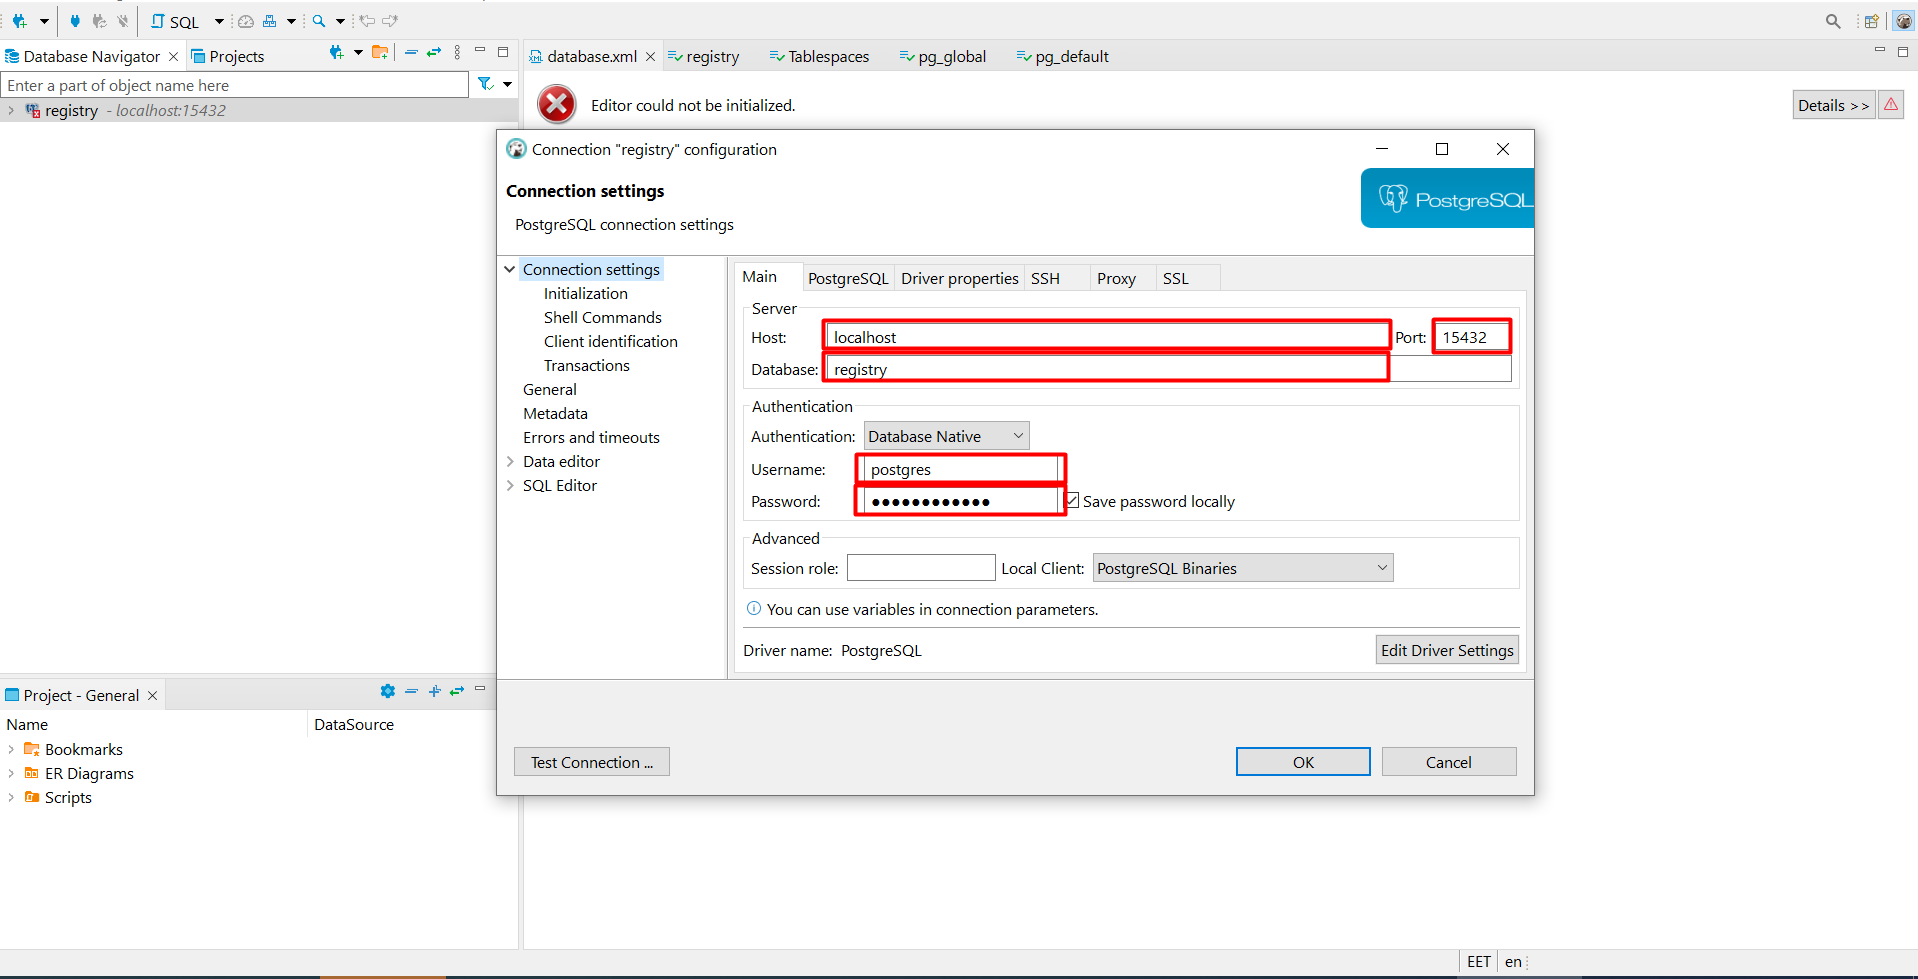 SQL
Database Navigator
Projects
Enter a part of object name here
registry - localhost:15432
database.xml
registry
Tablespaces
pg_global
pg_default
Editor could not be initialized.
Details >>
Connection "registry" configuration
Connection settings
PostgreSQL connection settings
PostgreSQL
Connection settings
Initialization
Shell Commands
Client identification
Transactions
General
Metadata
Errors and timeouts
Data editor
SQL Editor
Main
PostgreSQL
Driver properties
SSH
Proxy
SSL
Server
Host: localhost
Port: 15432
Database: registry
Authentication
Authentication: Database Native
Username: postgres
Password: ●●●●●●●●●●●●
Save password locally
Advanced
Session role:
Local Client: PostgreSQL Binaries
You can use variables in connection parameters.
Driver name: PostgreSQL
Edit Driver Settings
Test Connection ...
OK
Cancel
Project - General
Name
DataSource
Bookmarks
ER Diagrams
Scripts
EET
en